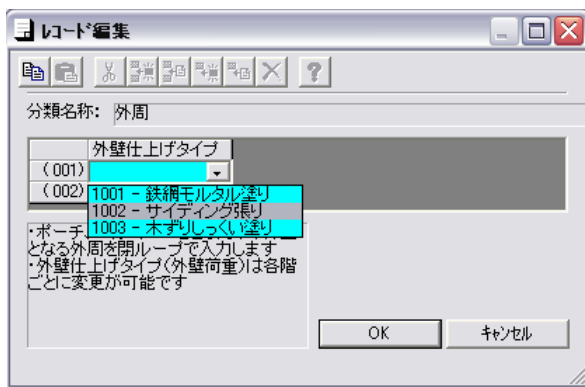 レコード編集
分類名称: 外周
外壁仕上げタイプ
(001)
(002)
1001 - 鉄網モルタル塗り
1002 - サイディング張り
1003 - 木ずりしっくい塗り
・ポーチ、
となる外周を閉ループで入力します
・外壁仕上げタイプ(外壁荷重)は各階
ごとに変更が可能です
OK
キャンセル